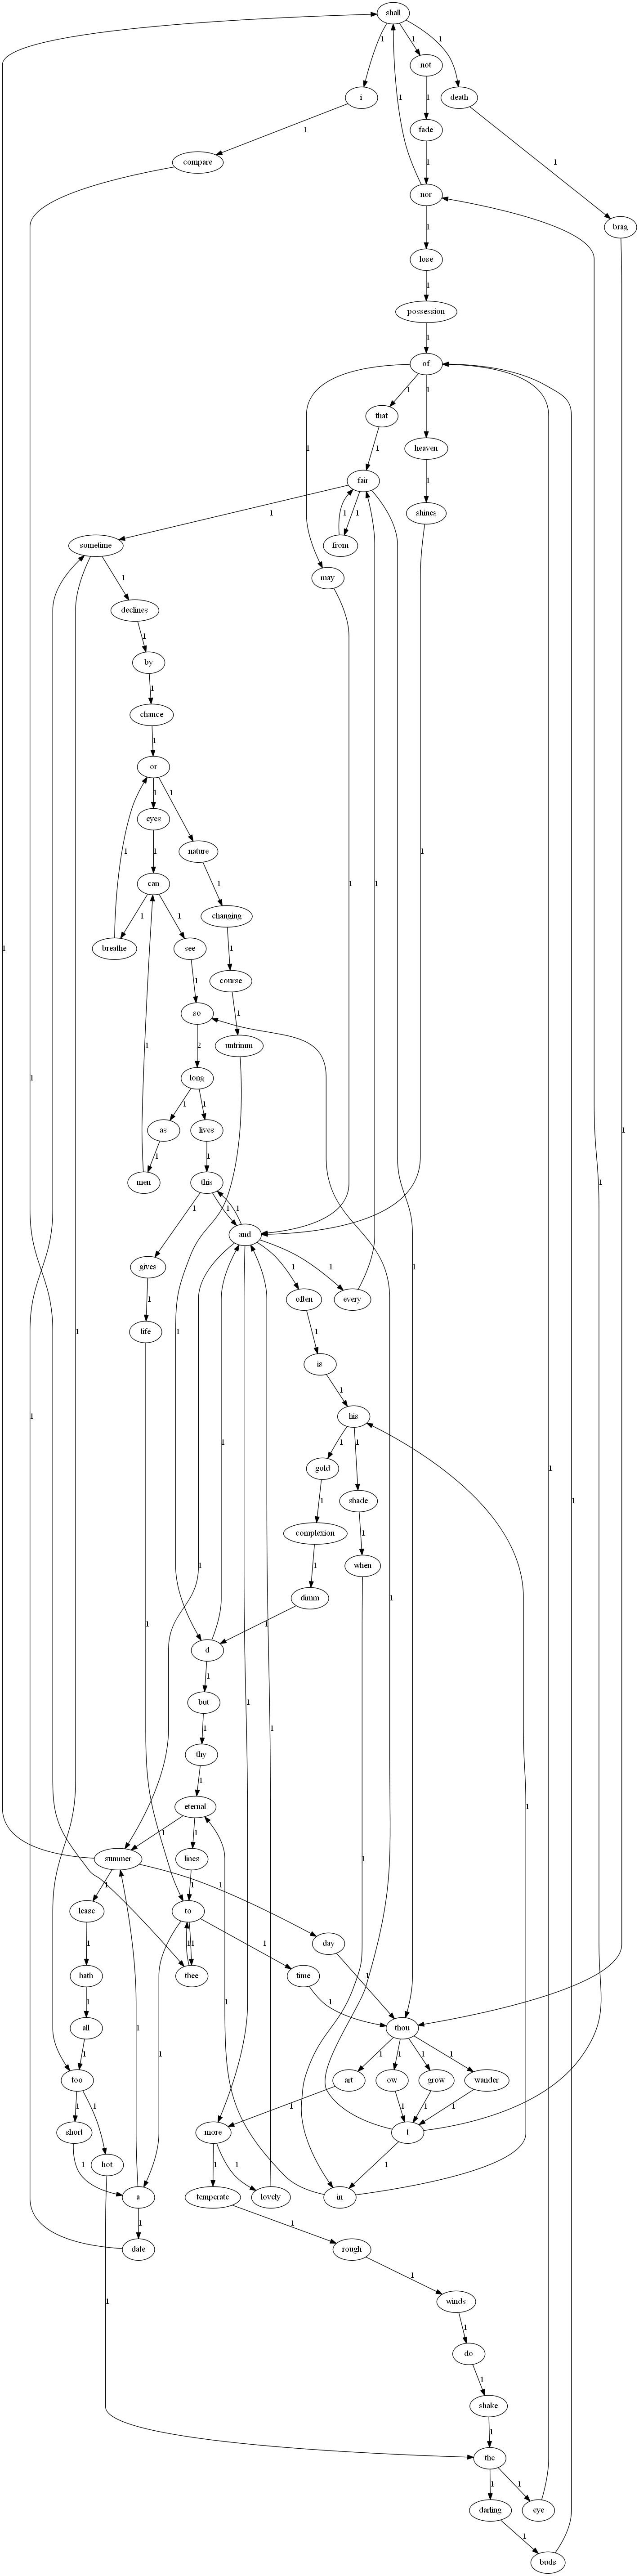 shall
1 1 1
not
i death
1 1
1 fade
1 1
compare
1 nor
brag
1
lose
1
possession
1
of
1 1
that
1 heaven
1
1
fair
1 1
shines
1 1
sometime from
may
1
declines
1
by
1
chance
1
or
1 1
eyes
1 1
nature
can
1 1
1 1
changing
breathe see
1 1
course
so
1
1 2 untrimm
1 long
1 1
as lives
1 1
men this
1 1 1
and
1 1 1
gives
1
often every
1 1
life
is
1
his
1 1
gold
1 shade
1
complexion
1 when
1
dimm
1
d
1
but
1
thy
1
eternal
1 1
summer lines
1 1 1
lease to
1 1 1 1
day
hath thee time
1 1 1
all thou
1 1 1 1 1
too art ow grow wander
1 1 1 1 1 1
short more t
1 1 1 1
hot
a temperate lovely in
1 1
date rough
1
winds
1
do
1
shake
1
the
1 1
darling eye
1
buds